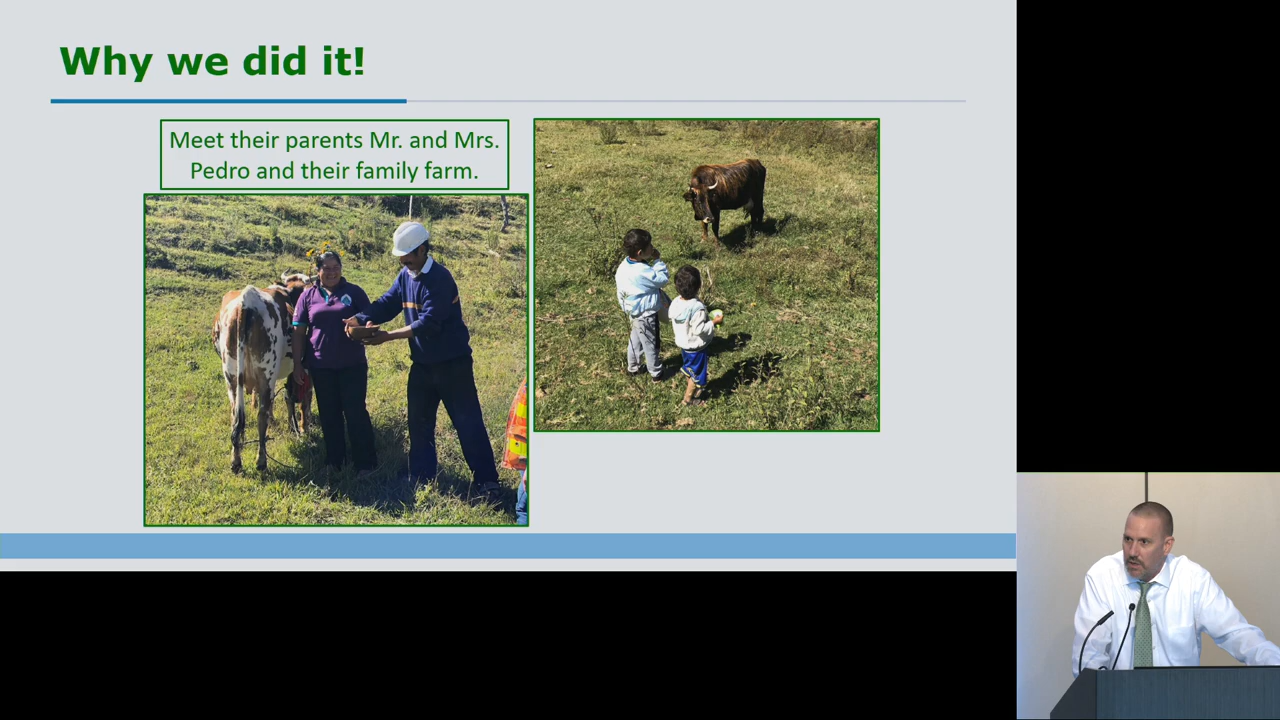 Why we did it!
Meet their parents Mr. and Mrs.
Pedro and their family farm.